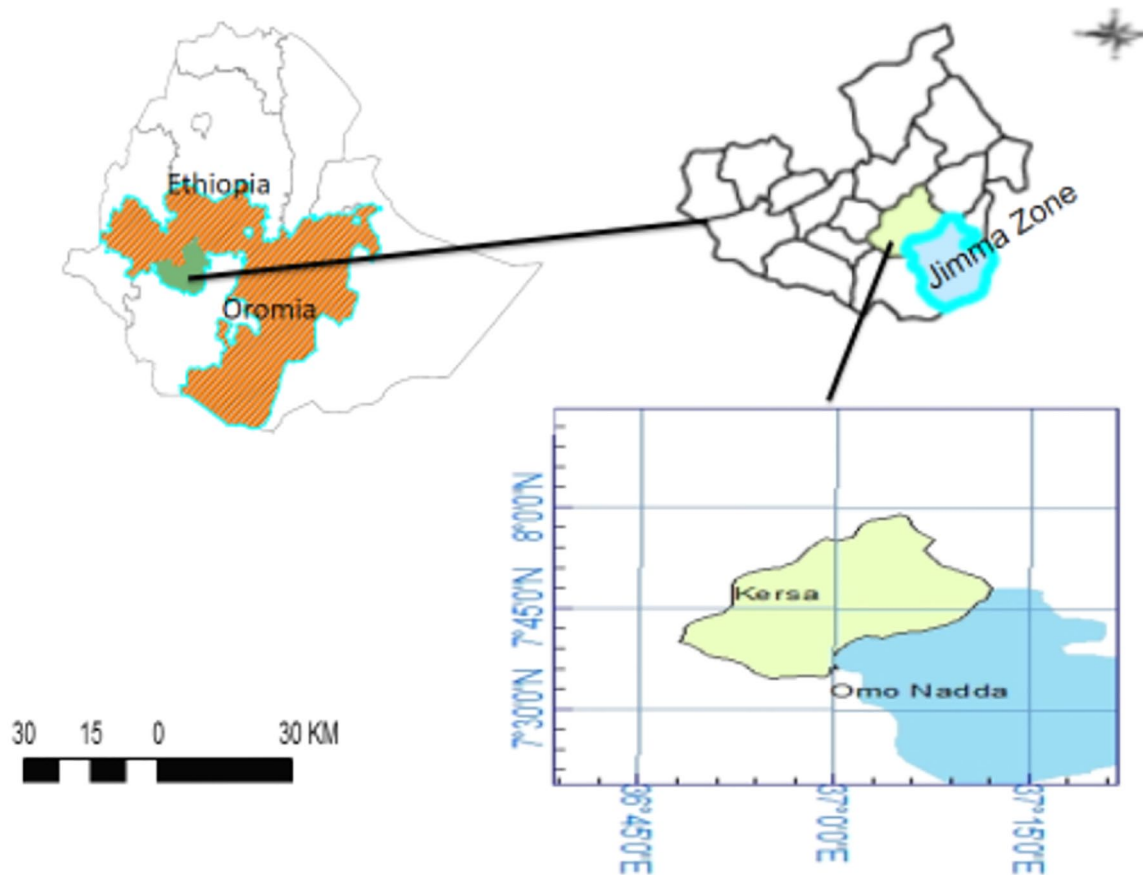 Ethiopia
Oromia
Jimma Zone
8°0'0"N
7°45'0"N
7°30'0"N
Kersa
Omo Nadda
36°45'0"E
37°0'0"E
37°15'0"E
30 15 0 30 KM